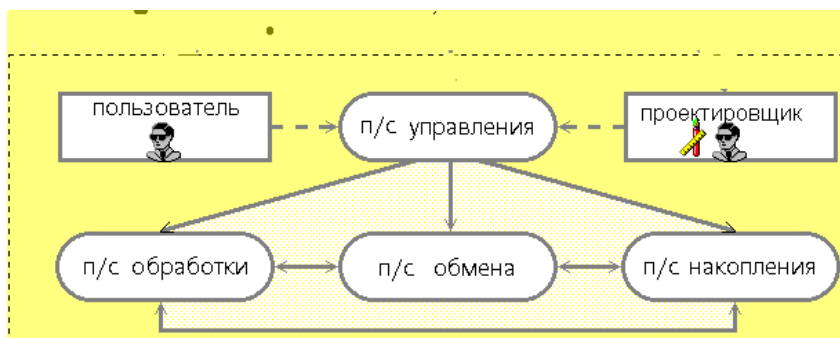 пользователь
п/с управления
проектировщик
п/с обработки
п/с обмена
п/с накопления